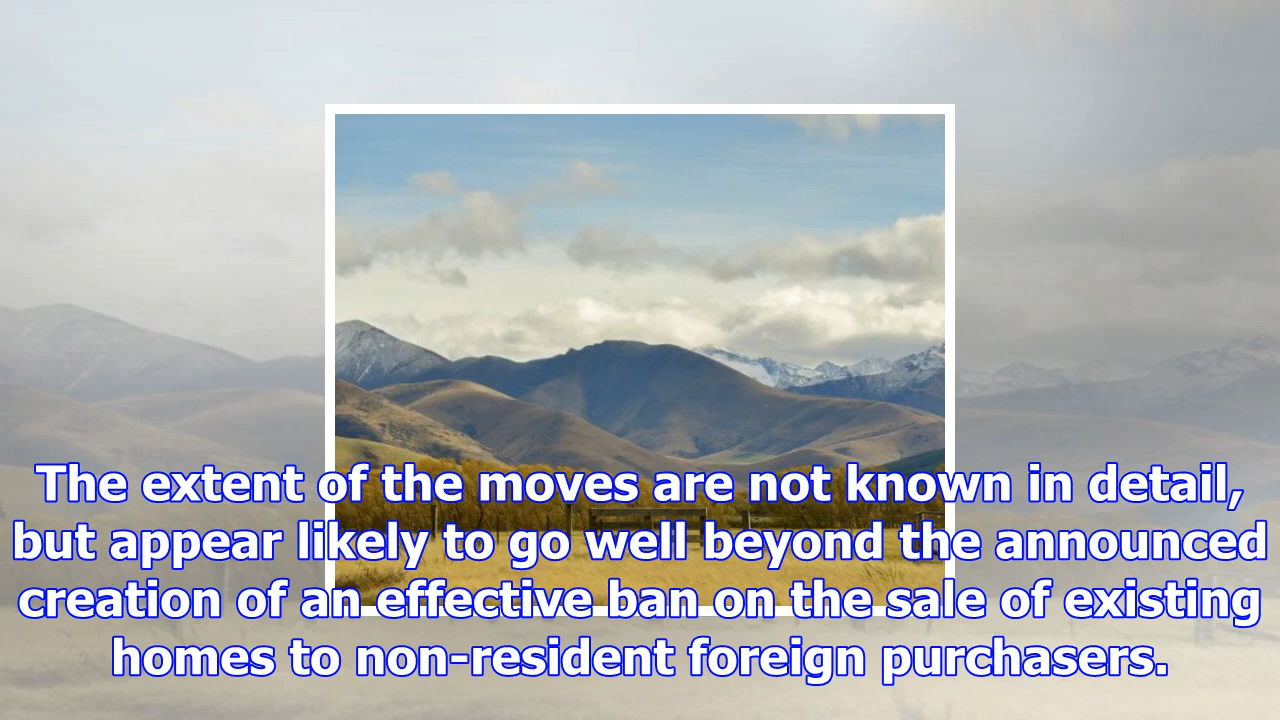 The extent of the moves are not known in detail,
but appear likely to go well beyond the announced
creation of an effective ban on the sale of existing
homes to non-resident foreign purchasers.